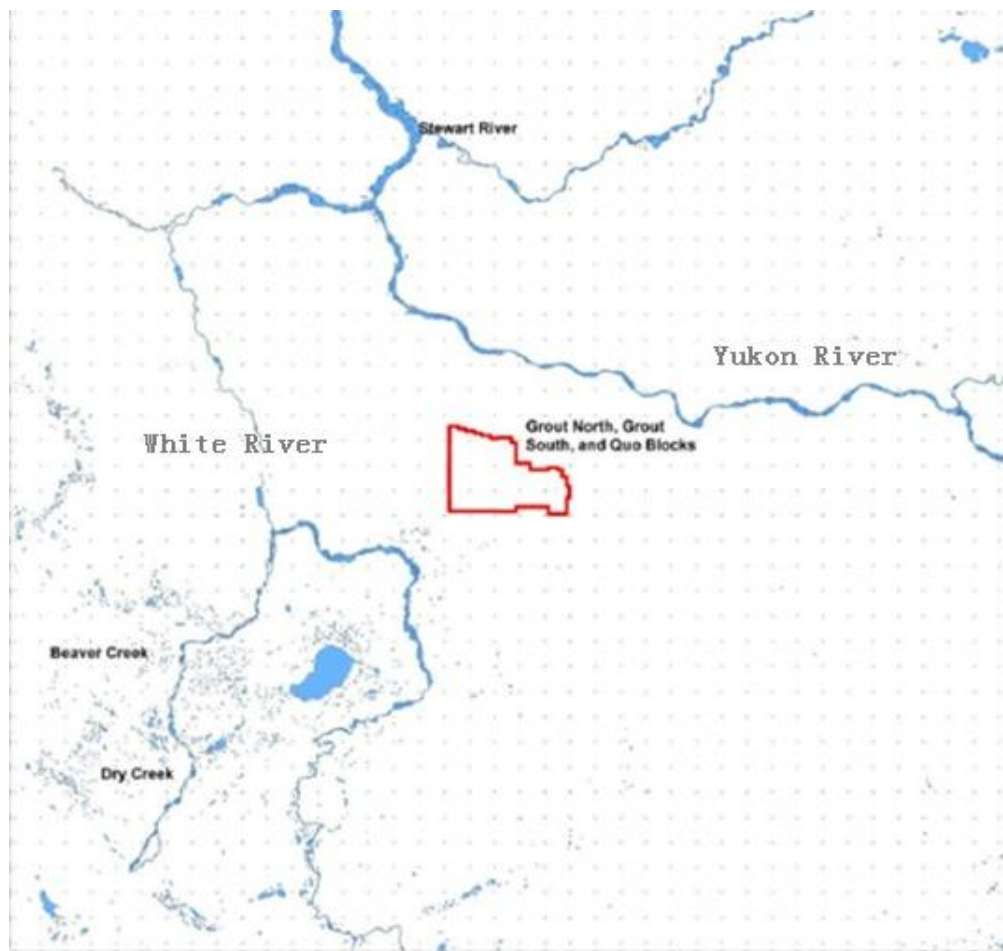 Stewart River
Yukon River
Grout North, Grout
South, and Quo Blocks
White River
Beaver Creek
Dry Creek